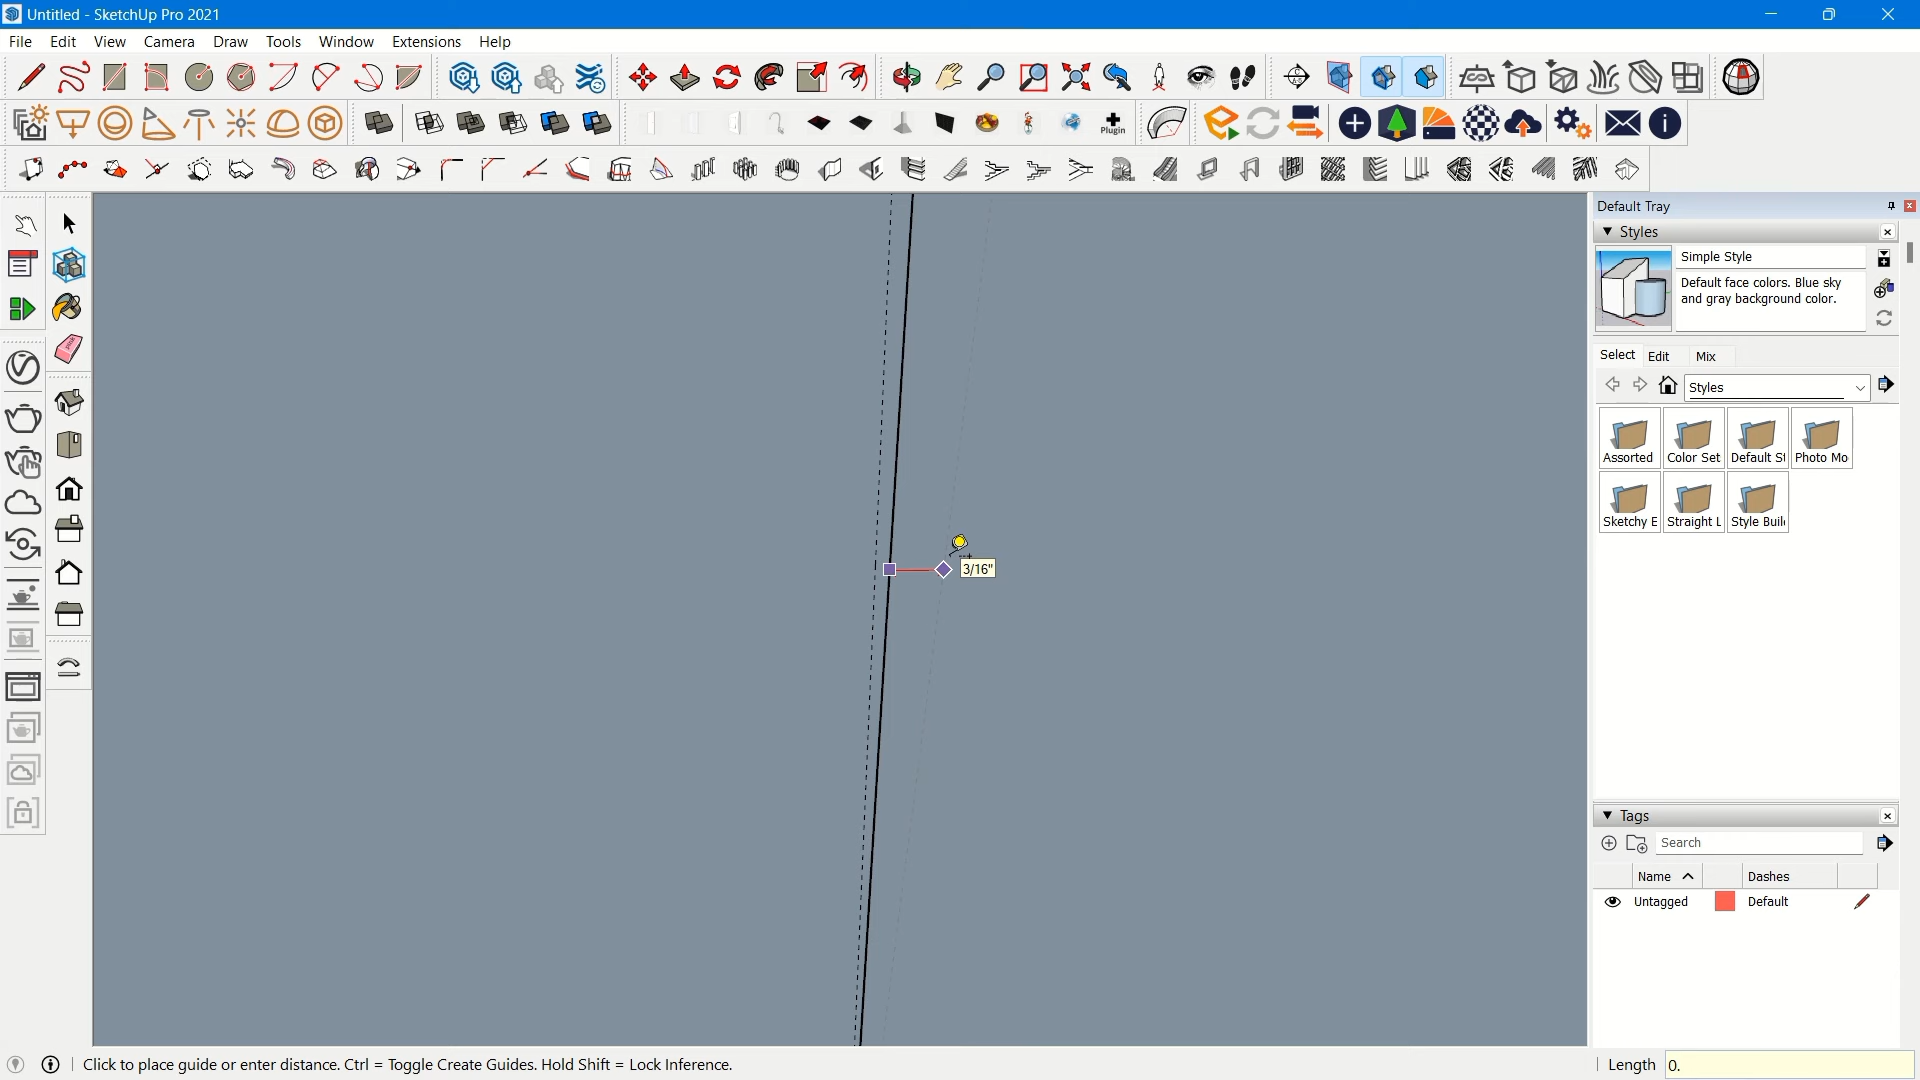 Untitled - SketchUp Pro 2021
File Edit View Camera Draw Tools Window Extensions Help
Plugin
Default Tray
Styles
Simple Style
Default face colors. Blue sky
and gray background color.
Select Edit Mix
Styles
Assorted Color Set Default St Photo Mo
Sketchy E Straight L Style Buil
3/16"
Tags
Search
Name Dashes
Untagged Default
Click to place guide or enter distance. Ctrl = Toggle Create Guides. Hold Shift = Lock Inference.
Length 0.